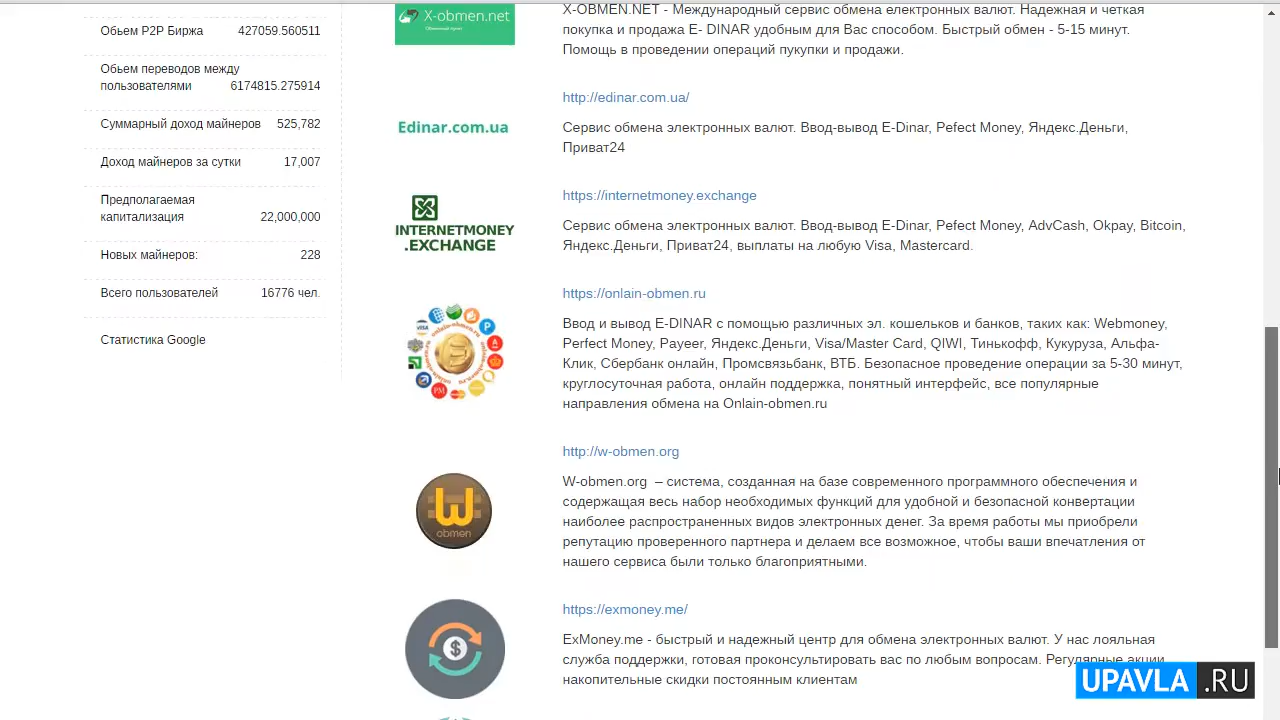 Обьем P2P Биржа 427059.560511
Обьем переводов между
пользователями 6174815.275914
Суммарный доход майнеров 525,782
Доход майнеров за сутки 17,007
Предполагаемая
капитализация 22,000,000
Новых майнеров: 228
Всего пользователей 16776 чел.
Статистика Google
X-obmen.net
X-OBMEN.NET - Международный сервис обмена електронных валют. Надежная и четкая
покупка и продажа E- DINAR удобным для Вас способом. Быстрый обмен - 5-15 минут.
Помощь в проведении операций пукупки и продажи.
http://edinar.com.ua/
Edinar.com.ua
Сервис обмена электронных валют. Ввод-вывод E-Dinar, Pefect Money, Яндекс.Деньги,
Приват24
https://internetmoney.exchange
INTERNETMONEY
.EXCHANGE
Сервис обмена электронных валют. Ввод-вывод E-Dinar, Pefect Money, AdvCash, Okpay, Bitcoin,
Яндекс.Деньги, Приват24, выплаты на любую Visa, Mastercard.
https://onlain-obmen.ru
Ввод и вывод E-DINAR с помощью различных эл. кошельков и банков, таких как: Webmoney,
Perfect Money, Payeer, Яндекс.Деньги, Visa/Master Card, QIWI, Тинькофф, Кукуруза, Альфа-
Клик, Сбербанк онлайн, Промсвязьбанк, ВТБ. Безопасное проведение операции за 5-30 минут,
круглосуточная работа, онлайн поддержка, понятный интерфейс, все популярные
направления обмена на Onlain-obmen.ru
VISA
PM
http://w-obmen.org
W
obmen
W-obmen.org – система, созданная на базе современного программного обеспечения и
содержащая весь набор необходимых функций для удобной и безопасной конвертации
наиболее распространенных видов электронных денег. За время работы мы приобрели
репутацию проверенного партнера и делаем все возможное, чтобы ваши впечатления от
нашего сервиса были только благоприятными.
https://exmoney.me/
$
ExMoney.me - быстрый и надежный центр для обмена электронных валют. У нас лояльная
служба поддержки, готовая проконсультировать вас по любым вопросам. Регулярные акции
накопительные скидки постоянным клиентам
UPAVLA.RU